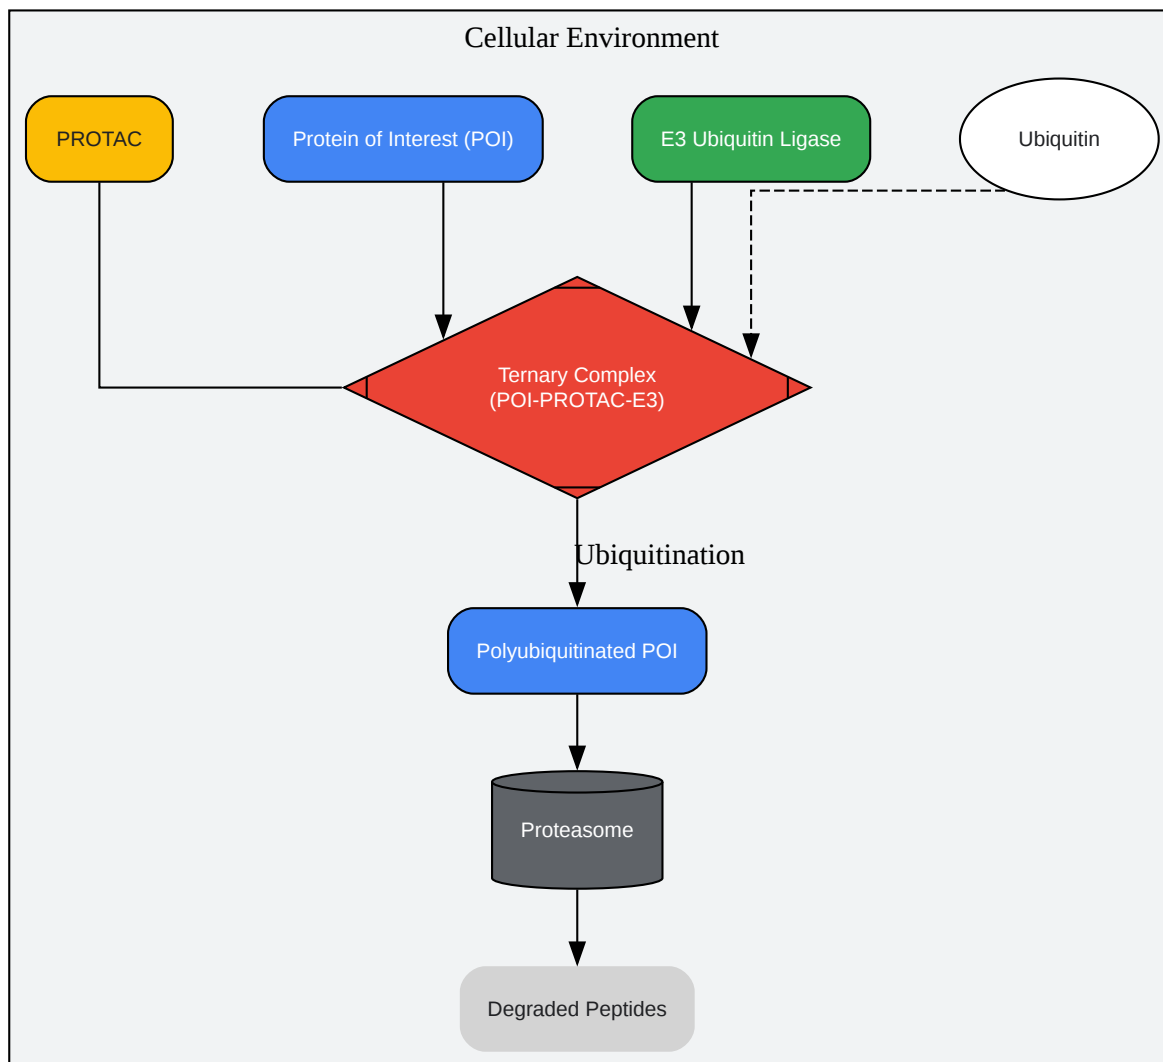 Cellular Environment
PROTAC
Protein of Interest (POI)
E3 Ubiquitin Ligase
Ubiquitin
Ternary Complex
(POI-PROTAC-E3)
Ubiquitination
Polyubiquitinated POI
Proteasome
Degraded Peptides